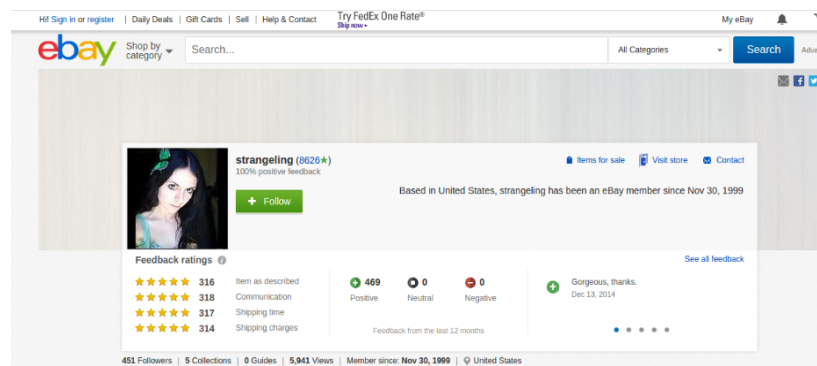 Hi! Sign in or register | Daily Deals | Gift Cards | Sell | Help & Contact
Try FedEx One Rate®
Ship now
My eBay
ebay
Shop by category
Search...
All Categories
Search
strangeling (8626★)
100% positive feedback
+ Follow
Items for sale
Visit store
Contact
Based in United States, strangeling has been an eBay member since Nov 30, 1999
Feedback ratings
See all feedback
316 Item as described
318 Communication
317 Shipping time
314 Shipping charges
469 Positive
0 Neutral
0 Negative
Feedback from the last 12 months
Gorgeous, thanks.
Dec 13, 2014
451 Followers | 5 Collections | 0 Guides | 5,941 Views | Member since: Nov 30, 1999 | United States